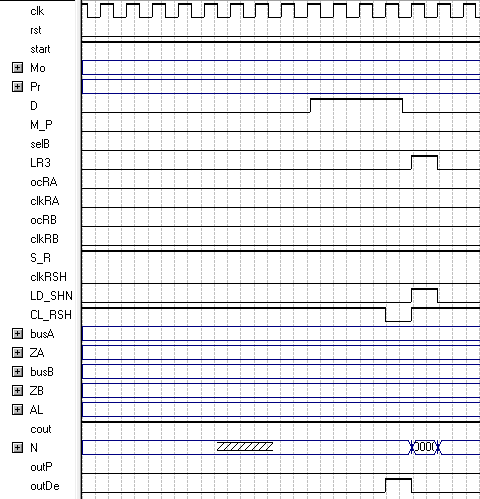 clk
rst
start
Mo
Pr
D
M_P
selB
LR3
ocRA
clkRA
ocRB
clkRB
S_R
clkRSH
LD_SHN
CL_RSH
busA
ZA
busB
ZB
AL
cout
N
outP
outDe